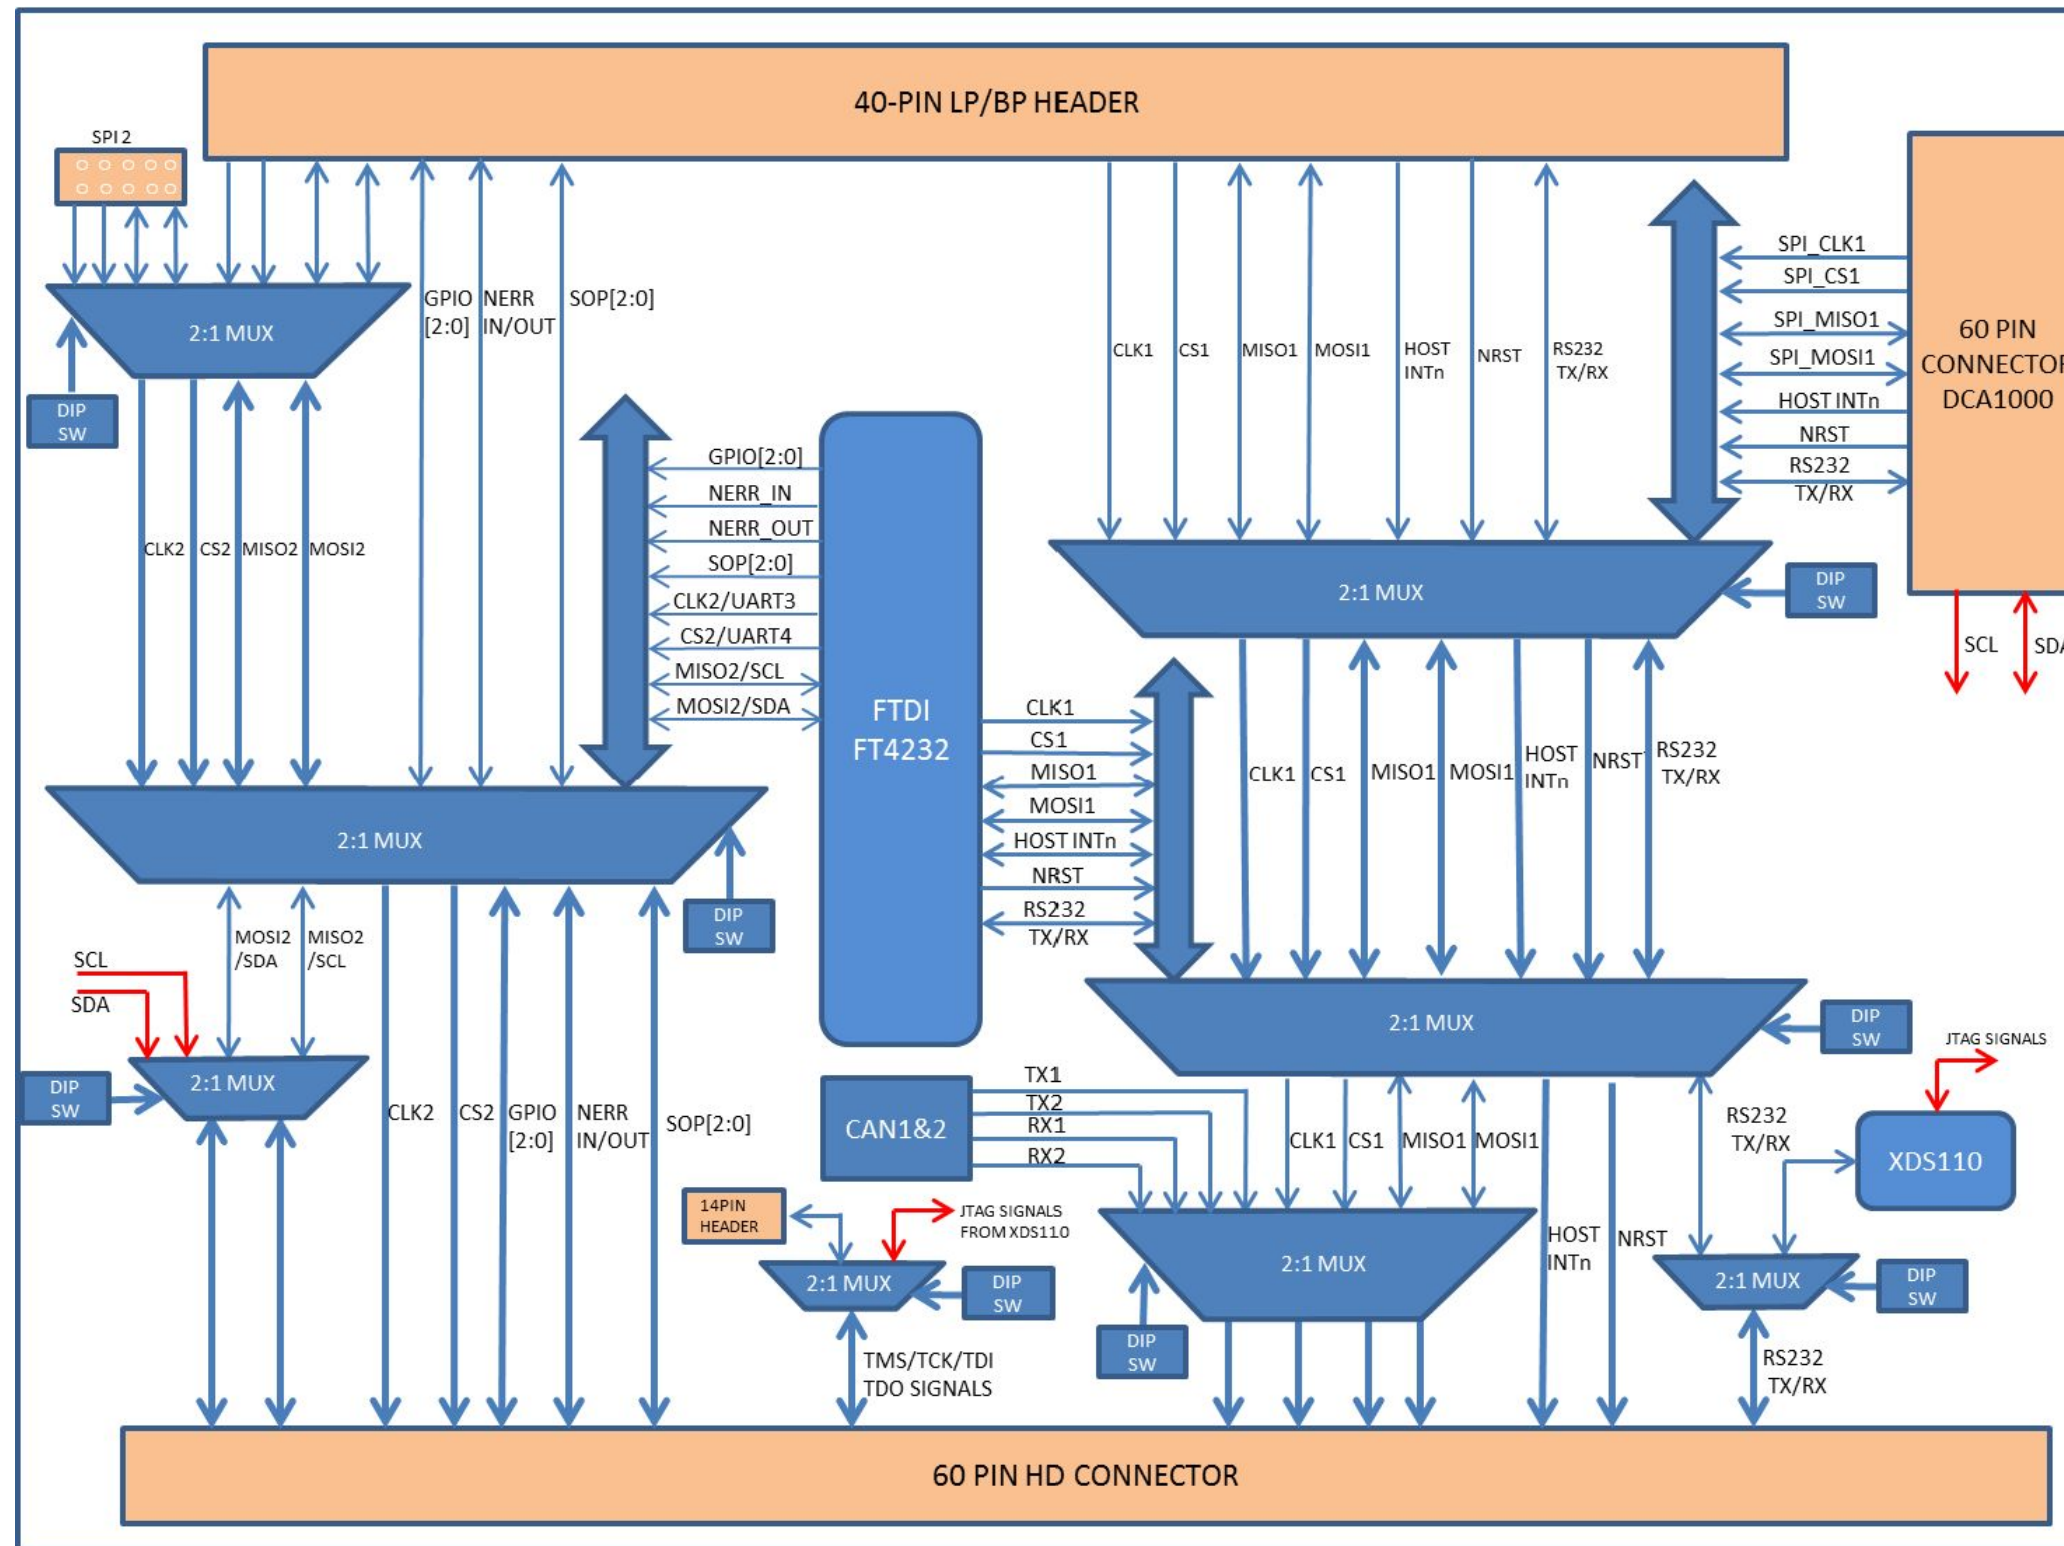 40-PIN LP/BP HEADER
SPI 2
2:1 MUX
DIP
SW
GPIO
[2:0]
NERR
IN/OUT
SOP[2:0]
CLK2
CS2
MISO2
MOSI2
GPIO[2:0]
NERR_IN
NERR_OUT
SOP[2:0]
CLK2/UART3
CS2/UART4
MISO2/SCL
MOSI2/SDA
FTDI
FT4232
CLK1
CS1
MISO1
MOSI1
HOST
INTn
NRST
RS232
TX/RX
SPI_CLK1
SPI_CS1
SPI_MISO1
SPI_MOSI1
HOST INTn
NRST
RS232
TX/RX
60 PIN
CONNECTOR
DCA1000
SCL
SDA
2:1 MUX
DIP
SW
CLK1
CS1
MISO1
MOSI1
HOST INTn
NRST
RS232
TX/RX
CLK1
CS1
MISO1
MOSI1
HOST
INTn
NRST
RS232
TX/RX
2:1 MUX
DIP
SW
2:1 MUX
DIP
SW
MOSI2
/SDA
MISO2
/SCL
SCL
SDA
2:1 MUX
DIP
SW
CLK2
CS2
GPIO
[2:0]
NERR
IN/OUT
SOP[2:0]
CAN1&2
TX1
TX2
RX1
RX2
CLK1
CS1
MISO1
MOSI1
HOST
INTn
NRST
RS232
TX/RX
JTAG SIGNALS
XDS110
14PIN
HEADER
JTAG SIGNALS
FROM XDS110
2:1 MUX
DIP
SW
TMS/TCK/TDI
TDO SIGNALS
2:1 MUX
DIP
SW
2:1 MUX
DIP
SW
RS232
TX/RX
60 PIN HD CONNECTOR